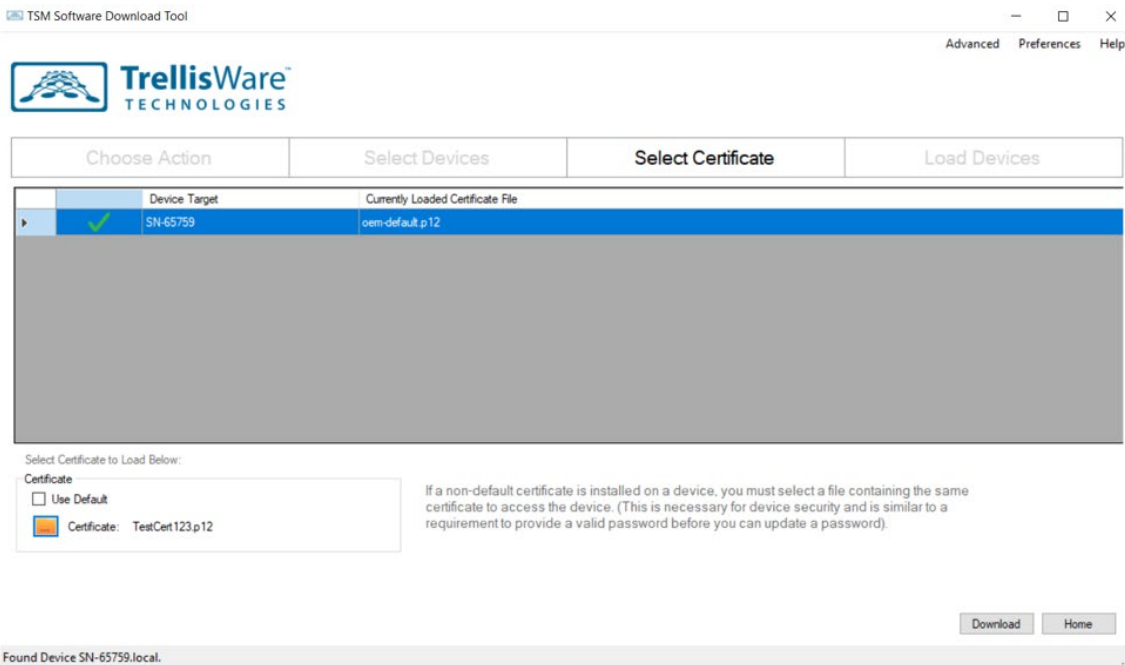 TSM Software Download Tool
Advanced Preferences Help
TrellisWare™
TECHNOLOGIES
Choose Action Select Devices Select Certificate Load Devices
Device Target Currently Loaded Certificate File
SN-65759 oem-default.p12
Select Certificate to Load Below:
Certificate
Use Default
... Certificate: TestCert123.p12
If a non-default certificate is installed on a device, you must select a file containing the same
certificate to access the device. (This is necessary for device security and is similar to a
requirement to provide a valid password before you can update a password).
Download Home
Found Device SN-65759.local.